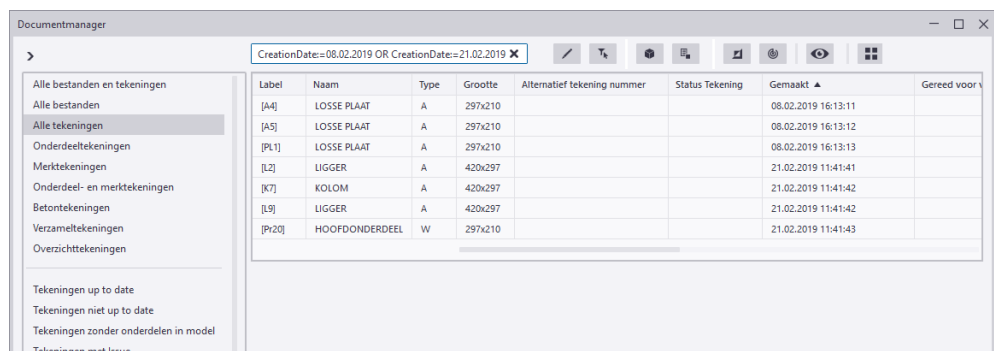 Documentmanager
CreationDate:=08.02.2019 OR CreationDate:=21.02.2019
Alle bestanden en tekeningen
Alle bestanden
Alle tekeningen
Onderdeeltekeningen
Merktekeningen
Onderdeel- en merktekeningen
Betontekeningen
Verzameltekeningen
Overzichttekeningen
Tekeningen up to date
Tekeningen niet up to date
Tekeningen zonder onderdelen in model
Tekeningen met Issue
Label Naam Type Grootte Alternatief tekening nummer Status Tekening Gemaakt Gereed voor v
[A4] LOSSE PLAAT A 297x210 08.02.2019 16:13:11
[A5] LOSSE PLAAT A 297x210 08.02.2019 16:13:12
[PL1] LOSSE PLAAT A 297x210 08.02.2019 16:13:13
[L2] LIGGER A 420x297 21.02.2019 11:41:41
[K7] KOLOM A 420x297 21.02.2019 11:41:42
[L9] LIGGER A 420x297 21.02.2019 11:41:42
[Pr20] HOOFDONDERDEEL W 297x210 21.02.2019 11:41:43